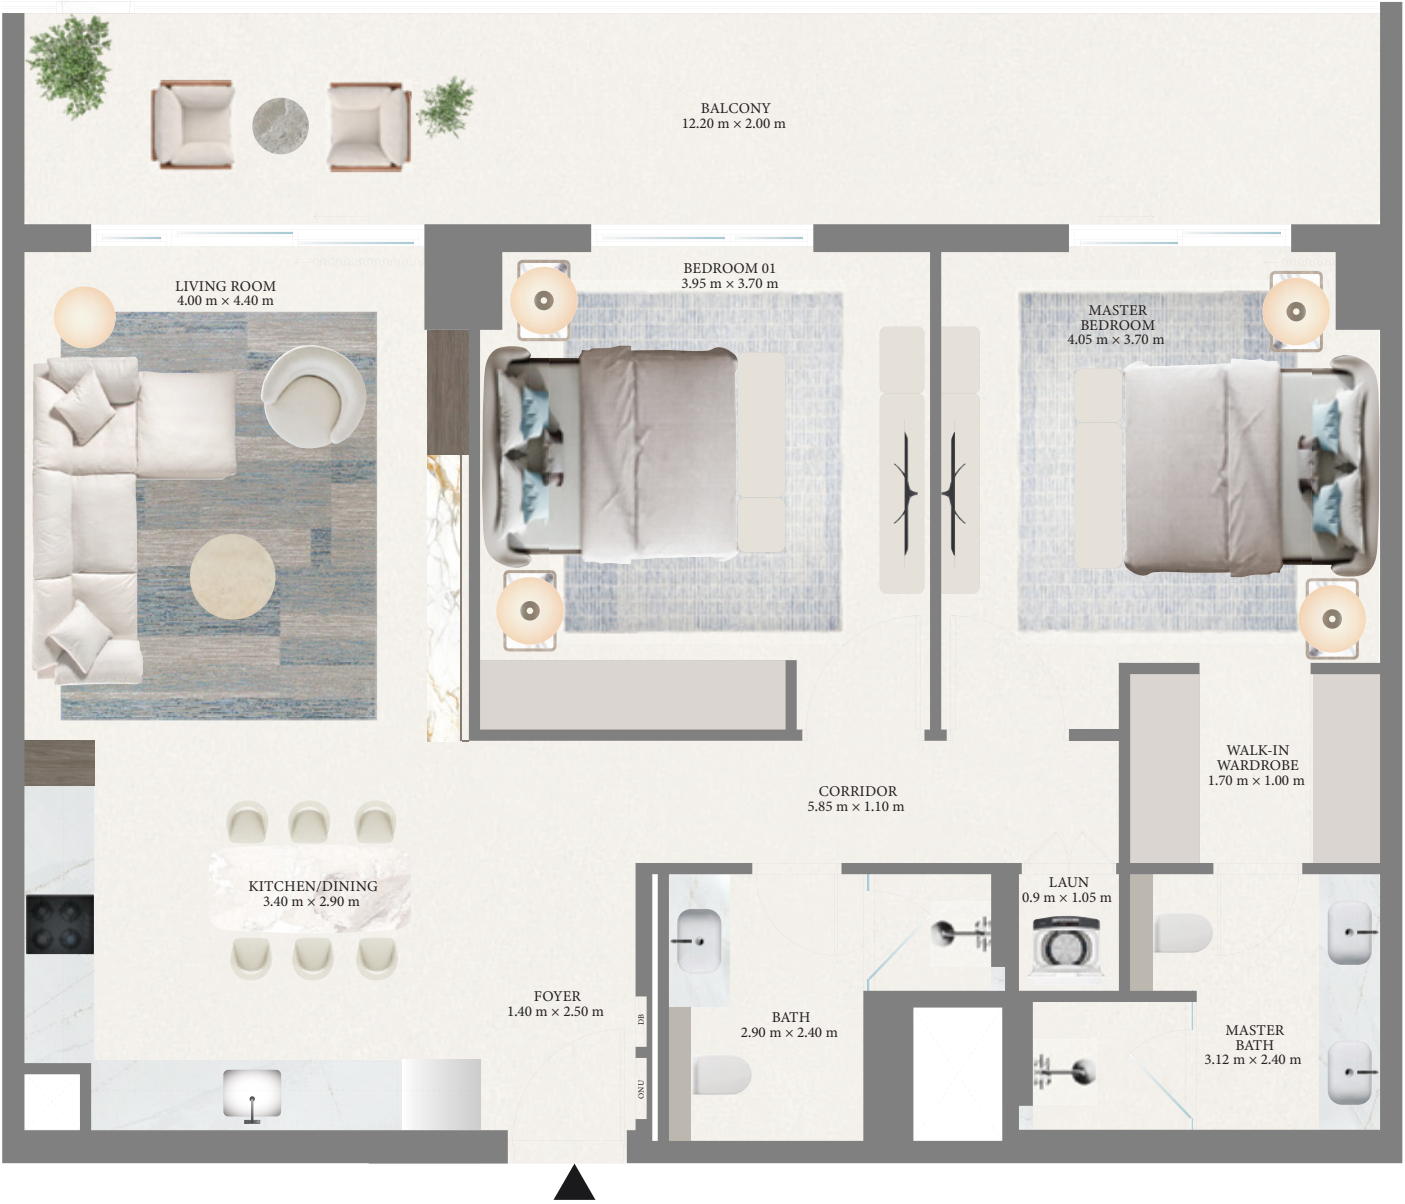 BALCONY
12.20 m × 2.00 m
LIVING ROOM
4.00 m × 4.40 m
BEDROOM 01
3.95 m × 3.70 m
MASTER
BEDROOM
4.05 m × 3.70 m
WALK-IN
WARDROBE
1.70 m × 1.00 m
CORRIDOR
5.85 m × 1.10 m
KITCHEN/DINING
3.40 m × 2.90 m
LAUN
0.9 m × 1.05 m
FOYER
1.40 m × 2.50 m
DB
ONU
BATH
2.90 m × 2.40 m
MASTER
BATH
3.12 m × 2.40 m